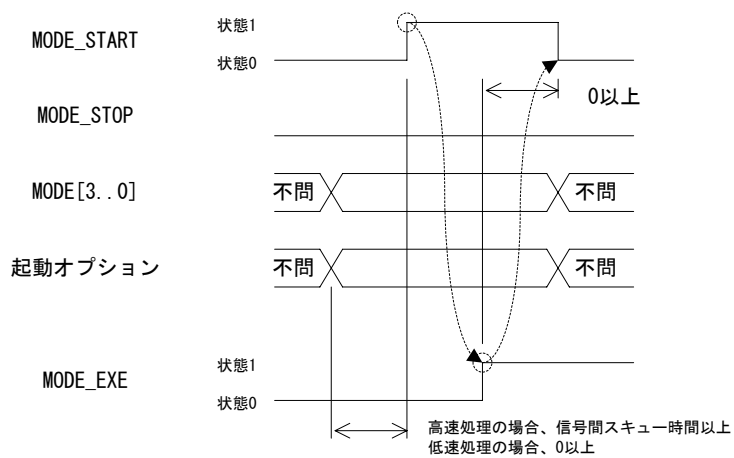 状態1
MODE_START
状態0
0以上
MODE_STOP
MODE[3..0]
不問
不問
起動オプション
不問
不問
状態1
MODE_EXE
状態0
高速処理の場合、信号間スキュー時間以上
低速処理の場合、0以上